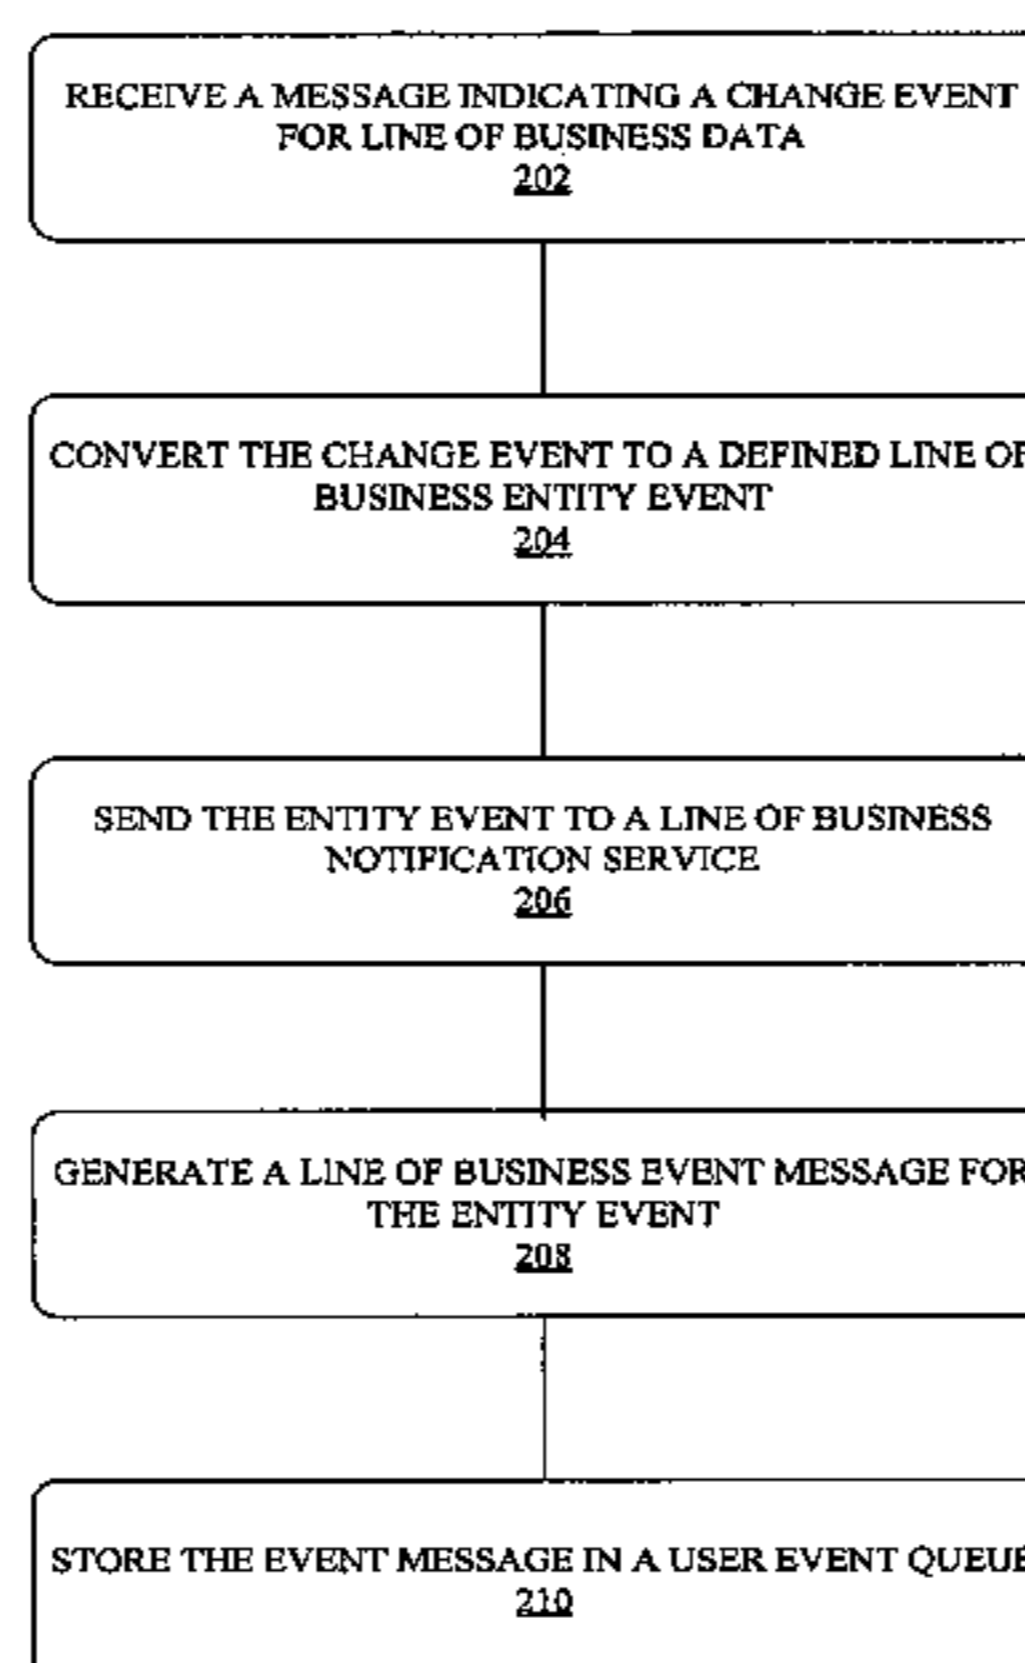 RECEIVE A MESSAGE INDICATING A CHANGE EVENT
FOR LINE OF BUSINESS DATA
202
CONVERT THE CHANGE EVENT TO A DEFINED LINE OF
BUSINESS ENTITY EVENT
204
SEND THE ENTITY EVENT TO A LINE OF BUSINESS
NOTIFICATION SERVICE
206
GENERATE A LINE OF BUSINESS EVENT MESSAGE FOR
THE ENTITY EVENT
208
STORE THE EVENT MESSAGE IN A USER EVENT QUEUE
210